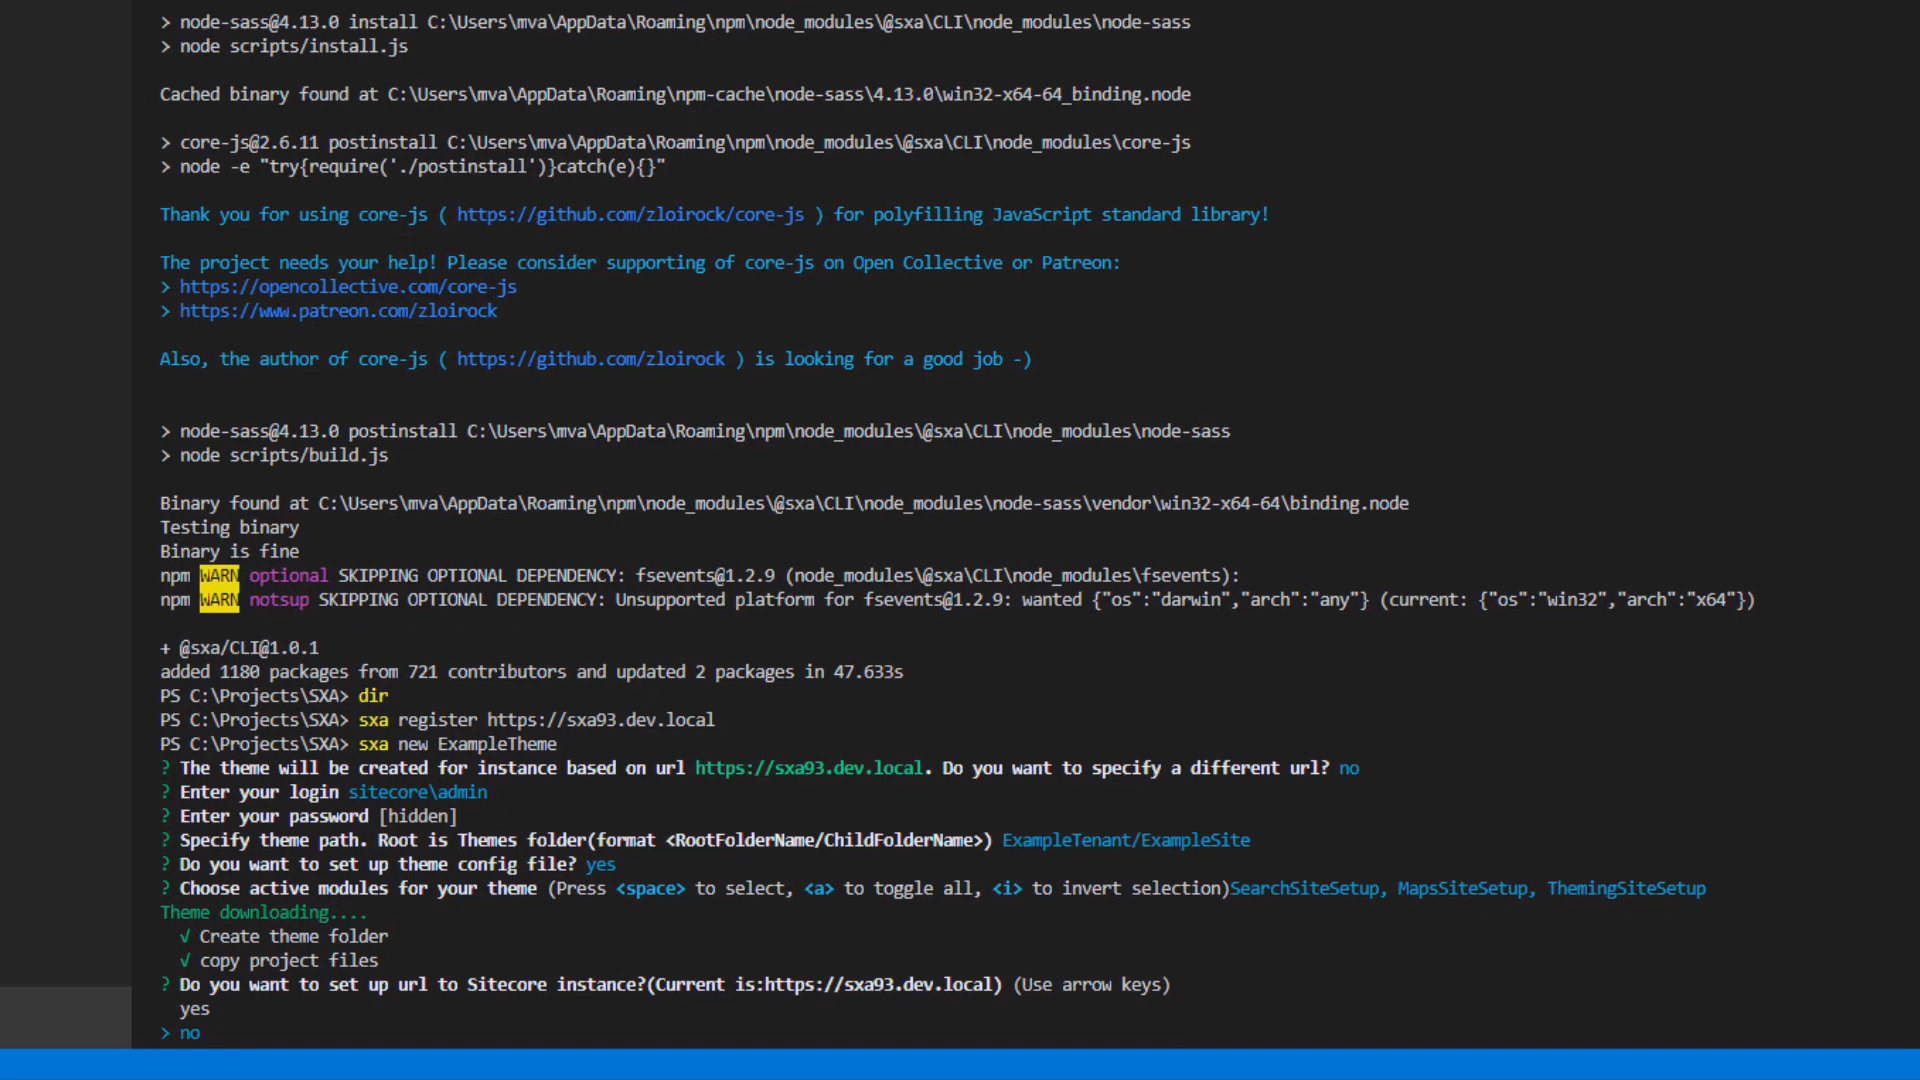 > node-sass@4.13.0 install C:\Users\mva\AppData\Roaming\npm\node_modules\@sxa\CLI\node_modules\node-sass
> node scripts/install.js
Cached binary found at C:\Users\mva\AppData\Roaming\npm-cache\node-sass\4.13.0\win32-x64-64_binding.node
> core-js@2.6.11 postinstall C:\Users\mva\AppData\Roaming\npm\node_modules\@sxa\CLI\node_modules\core-js
> node -e "try{require('./postinstall')}catch(e){}"
Thank you for using core-js ( https://github.com/zloirock/core-js ) for polyfilling JavaScript standard library!
The project needs your help! Please consider supporting of core-js on Open Collective or Patreon:
> https://opencollective.com/core-js
> https://www.patreon.com/zloirock
Also, the author of core-js ( https://github.com/zloirock ) is looking for a good job -)
> node-sass@4.13.0 postinstall C:\Users\mva\AppData\Roaming\npm\node_modules\@sxa\CLI\node_modules\node-sass
> node scripts/build.js
Binary found at C:\Users\mva\AppData\Roaming\npm\node_modules\@sxa\CLI\node_modules\node-sass\vendor\win32-x64-64\binding.node
Testing binary
Binary is fine
npm WARN optional SKIPPING OPTIONAL DEPENDENCY: fsevents@1.2.9 (node_modules\@sxa\CLI\node_modules\fsevents):
npm WARN notsup SKIPPING OPTIONAL DEPENDENCY: Unsupported platform for fsevents@1.2.9: wanted {"os":"darwin","arch":"any"} (current: {"os":"win32","arch":"x64"})
+ @sxa/CLI@1.0.1
added 1180 packages from 721 contributors and updated 2 packages in 47.633s
PS C:\Projects\SXA> dir
PS C:\Projects\SXA> sxa register https://sxa93.dev.local
PS C:\Projects\SXA> sxa new ExampleTheme
? The theme will be created for instance based on url https://sxa93.dev.local. Do you want to specify a different url? no
? Enter your login sitecore\admin
? Enter your password [hidden]
? Specify theme path. Root is Themes folder(format <RootFolderName/ChildFolderName>) ExampleTenant/ExampleSite
? Do you want to set up theme config file? yes
? Choose active modules for your theme (Press <space> to select, <a> to toggle all, <i> to invert selection)SearchSiteSetup, MapsSiteSetup, ThemingSiteSetup
Theme downloading....
√ Create theme folder
√ copy project files
? Do you want to set up url to Sitecore instance?(Current is:https://sxa93.dev.local) (Use arrow keys)
yes
> no